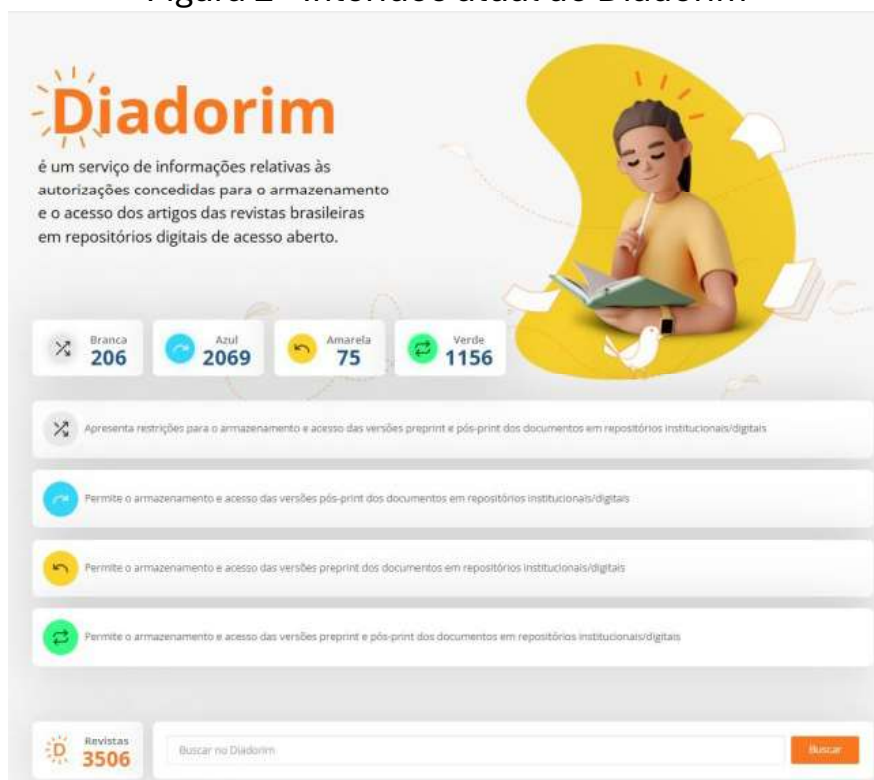 Figura 2 - Interface atual do Diadorim
Diadorim
é um serviço de informações relativas às
autorizações concedidas para o armazenamento
e o acesso dos artigos das revistas brasileiras
em repositórios digitais de acesso aberto.
Branca
206
Azul
2069
Amarela
75
Verde
1156
Apresenta restrições para o armazenamento e acesso das versões preprint e pós-print dos documentos em repositórios institucionais/digitais
Permite o armazenamento e acesso das versões pós-print dos documentos em repositórios institucionais/digitais
Permite o armazenamento e acesso das versões preprint dos documentos em repositórios institucionais/digitais
Permite o armazenamento e acesso das versões preprint e pós-print dos documentos em repositórios institucionais/digitais
D
Revistas
3506
Buscar no Diadorim
Buscar